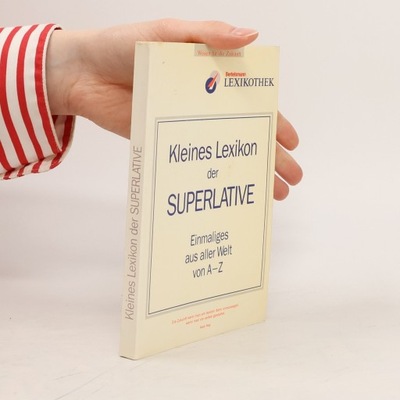 Bertelsmann
LEXIKOTHEK
Kleines Lexikon
der
SUPERLATIVE
Einmaliges
aus aller Welt
von A–Z
Kleines Lexikon der SUPERLATIVE